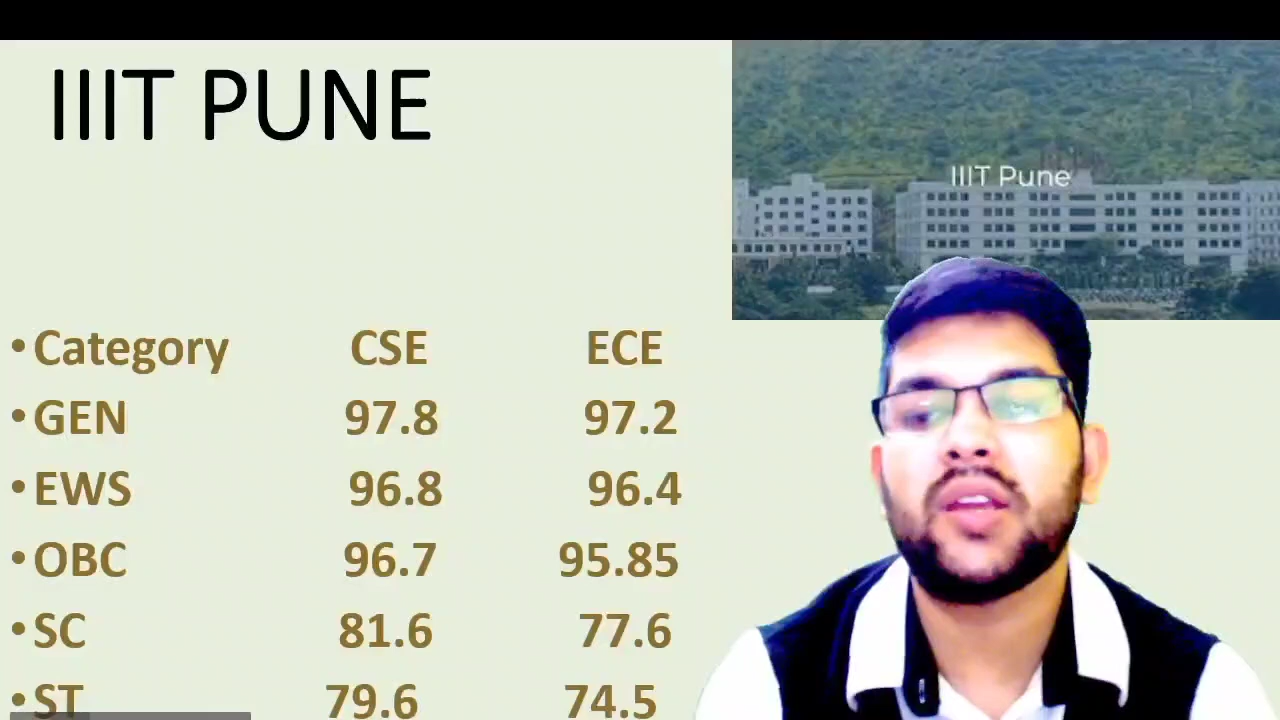 IIIT PUNE
IIIT Pune
• Category CSE ECE
• GEN 97.8 97.2
• EWS 96.8 96.4
• OBC 96.7 95.85
• SC 81.6 77.6
• ST 79.6 74.5